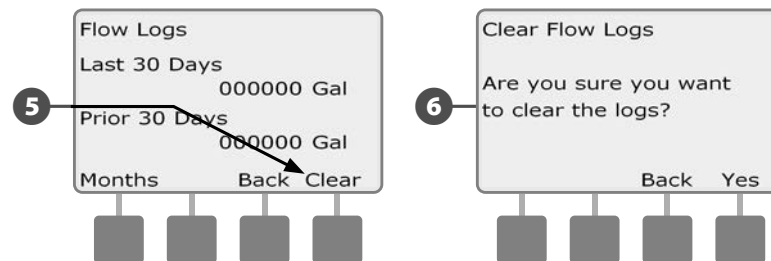 Flow Logs
Last 30 Days
000000 Gal
Prior 30 Days
000000 Gal
Months Back Clear
5
Clear Flow Logs
Are you sure you want
to clear the logs?
Back Yes
6